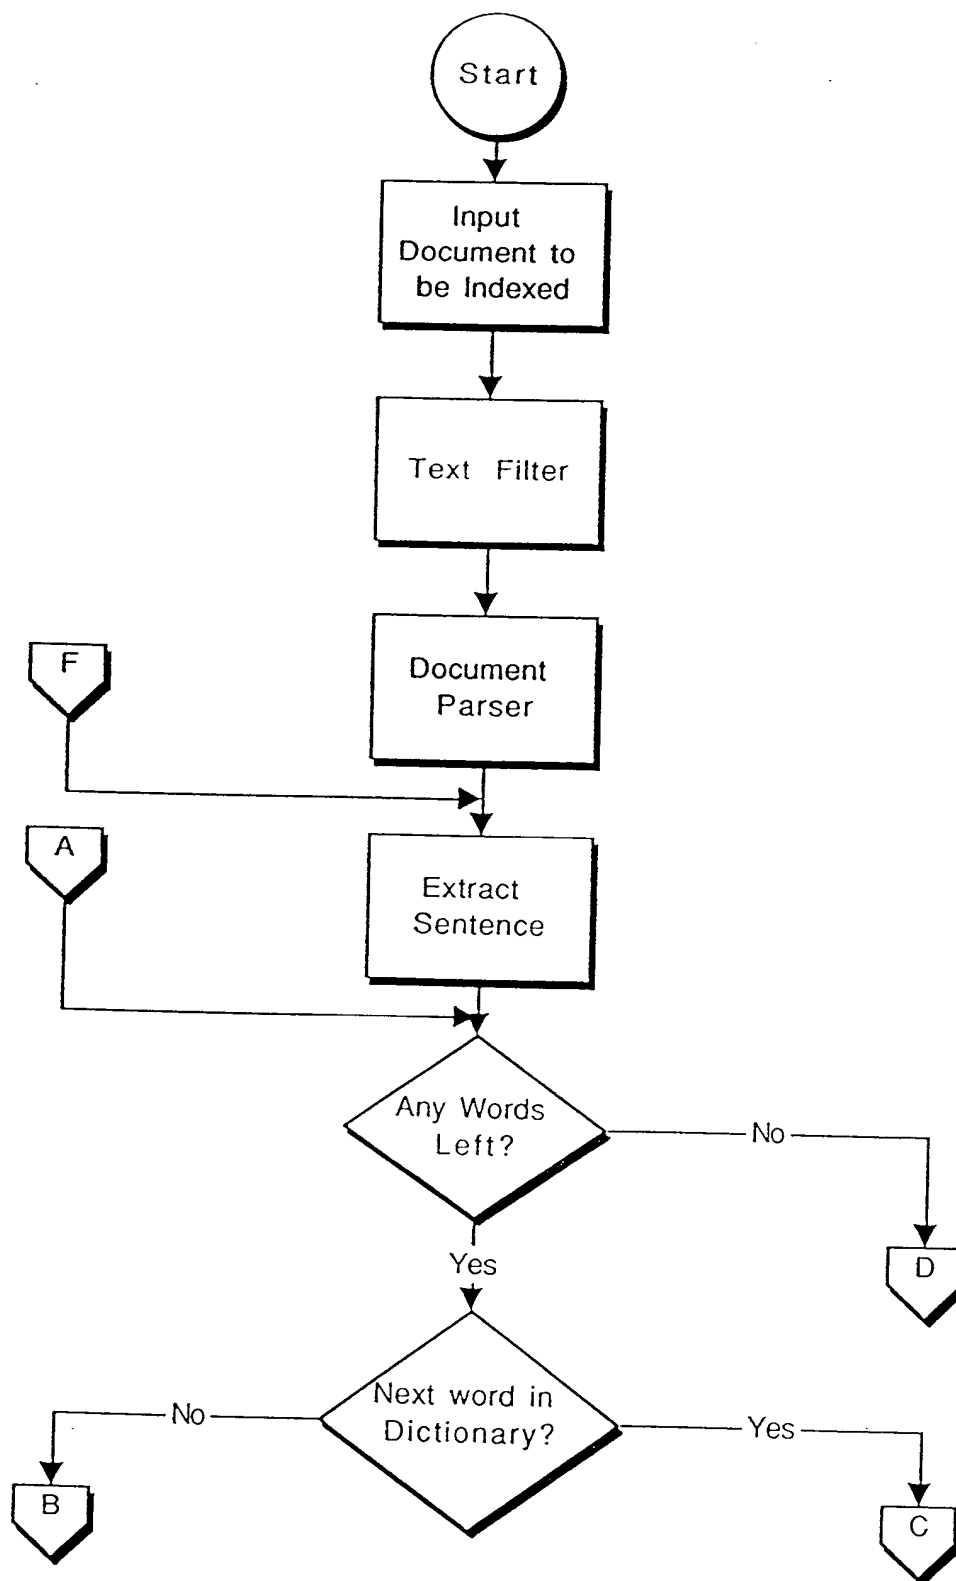 Start
Input
Document to
be Indexed
Text Filter
Document
Parser
F
A
Extract
Sentence
Any Words
Left?
No
Yes
D
Next word in
Dictionary?
No
Yes
B
C